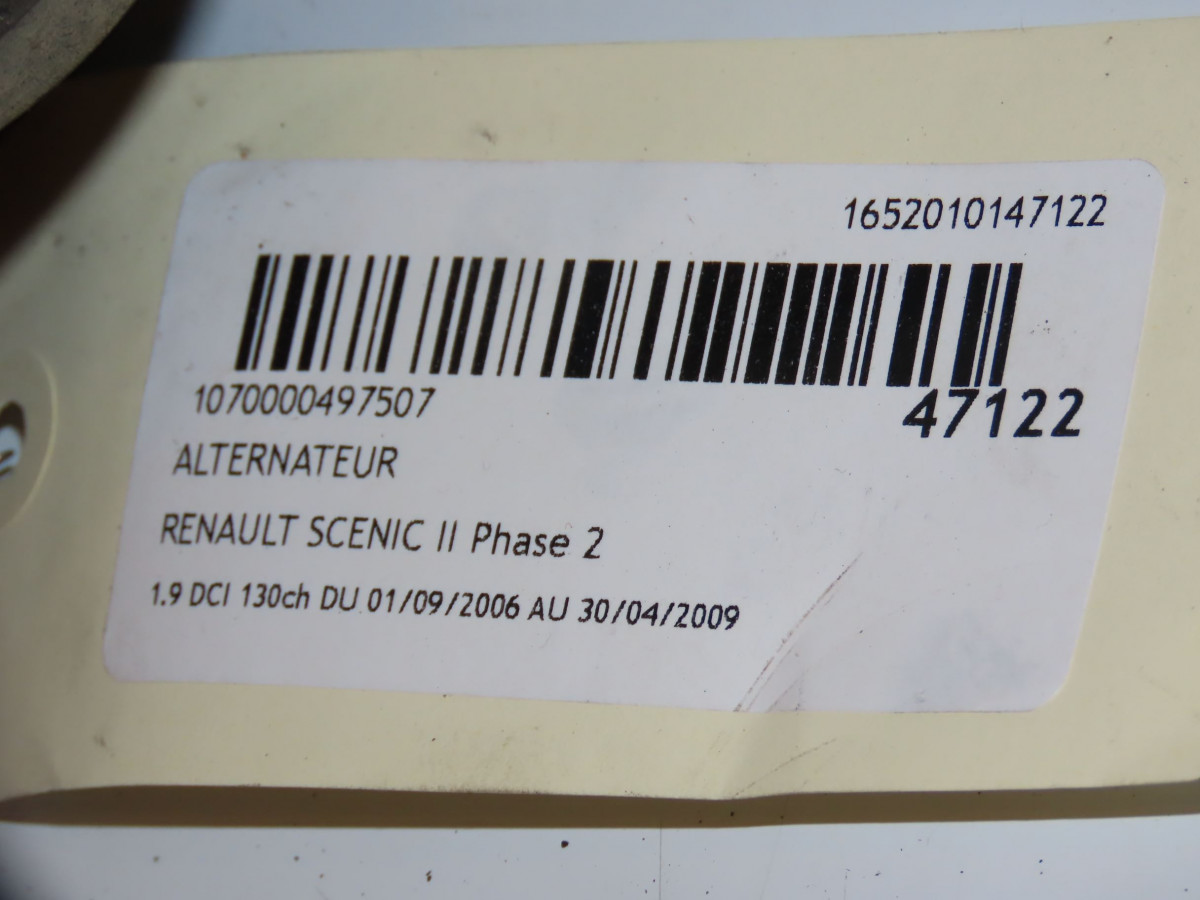 1652010147122
1070000497507
47122
ALTERNATEUR
RENAULT SCENIC II Phase 2
1.9 DCI 130ch DU 01/09/2006 AU 30/04/2009